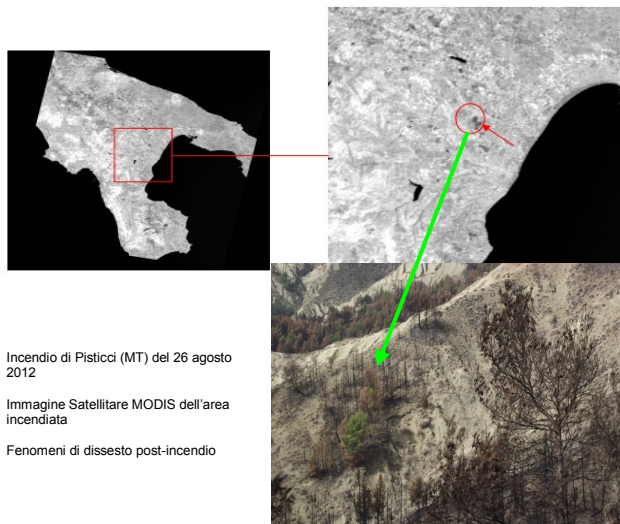 Incendio di Pisticci (MT) del 26 agosto
2012
Immagine Satellitare MODIS dell'area
incendiata
Fenomeni di dissesto post-incendio